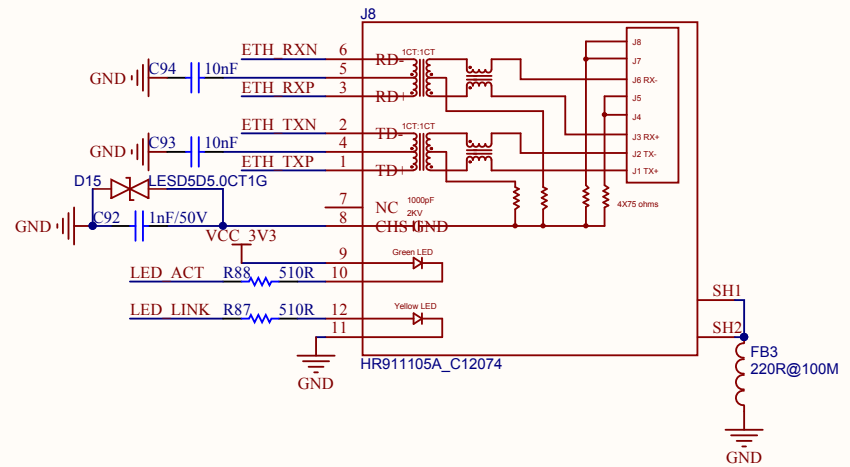 J8
ETH_RXN 6 RD- 1CT:1CT J8
J7
GND C94 10nF 5 J6 RX-
ETH_RXP 3 RD+ J5
J4
ETH_TXN 2 TD- 1CT:1CT J3 RX+
GND C93 10nF 4 J2 TX-
ETH_TXP 1 TD+ J1 TX+
D15 LESD5D5.0CT1G
7 NC 1000pF 4X75 ohms
2KV
GND C92 1nF/50V 8 CHS GND
VCC_3V3
9 Green LED
LED_ACT R88 510R 10
SH1
LED_LINK R87 510R 12 Yellow LED
11 SH2
GND
HR911105A_C12074
FB3
220R@100M
GND